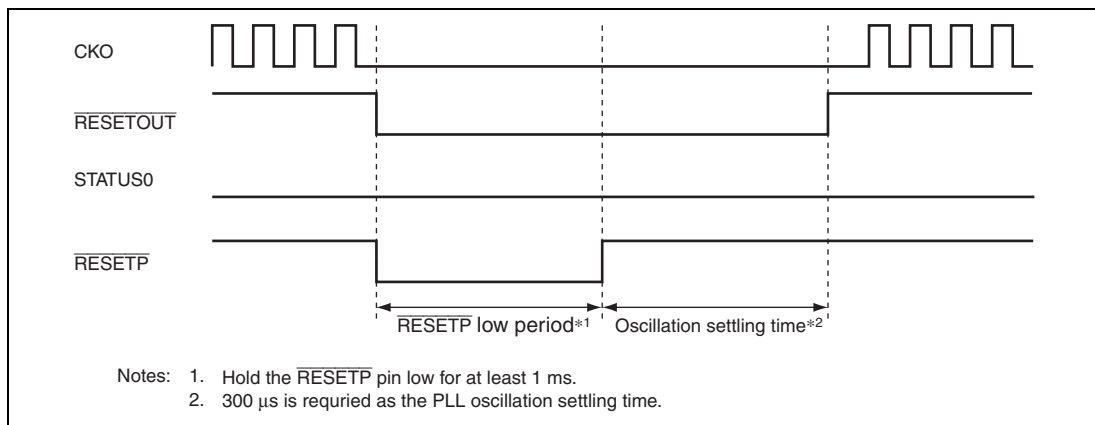 CKO
RESETOUT
STATUS0
RESETP
RESETP low period*1 Oscillation settling time*2
Notes: 1. Hold the RESETP pin low for at least 1 ms.
2. 300 μs is requried as the PLL oscillation settling time.